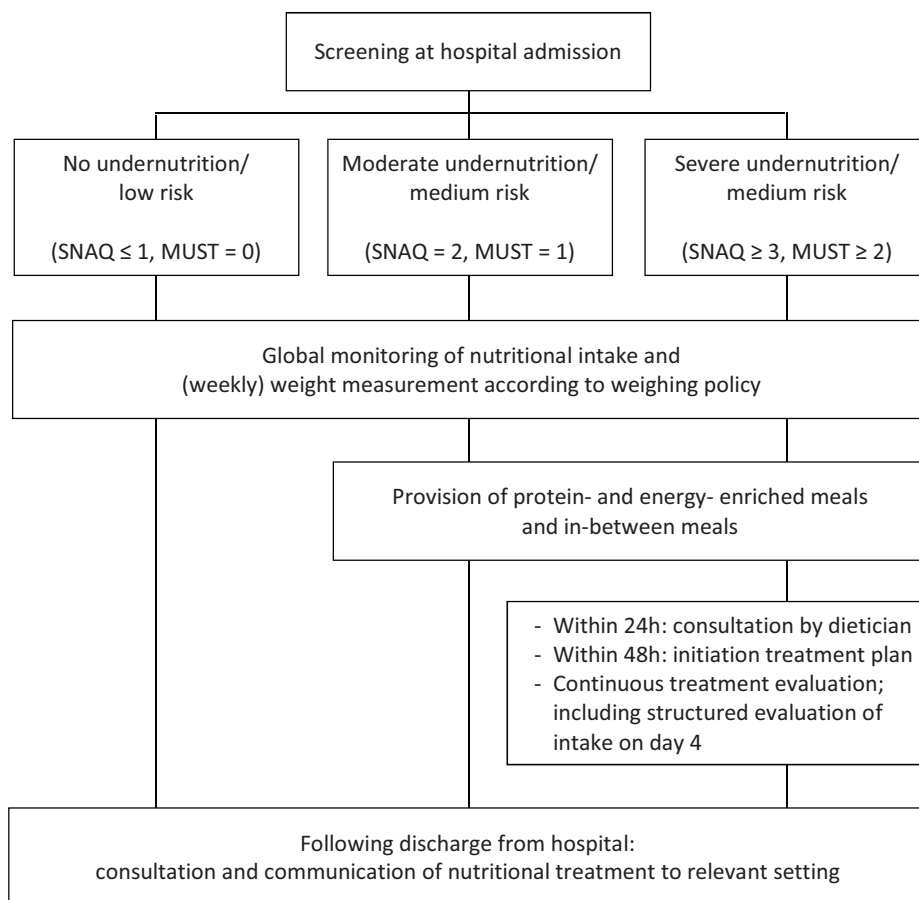 Screening at hospital admission
No undernutrition/
low risk
(SNAQ ≤ 1, MUST = 0)
Moderate undernutrition/
medium risk
(SNAQ = 2, MUST = 1)
Severe undernutrition/
medium risk
(SNAQ ≥ 3, MUST ≥ 2)
Global monitoring of nutritional intake and
(weekly) weight measurement according to weighing policy
Provision of protein- and energy- enriched meals
and in-between meals
- Within 24h: consultation by dietician
- Within 48h: initiation treatment plan
- Continuous treatment evaluation;
including structured evaluation of
intake on day 4
Following discharge from hospital:
consultation and communication of nutritional treatment to relevant setting